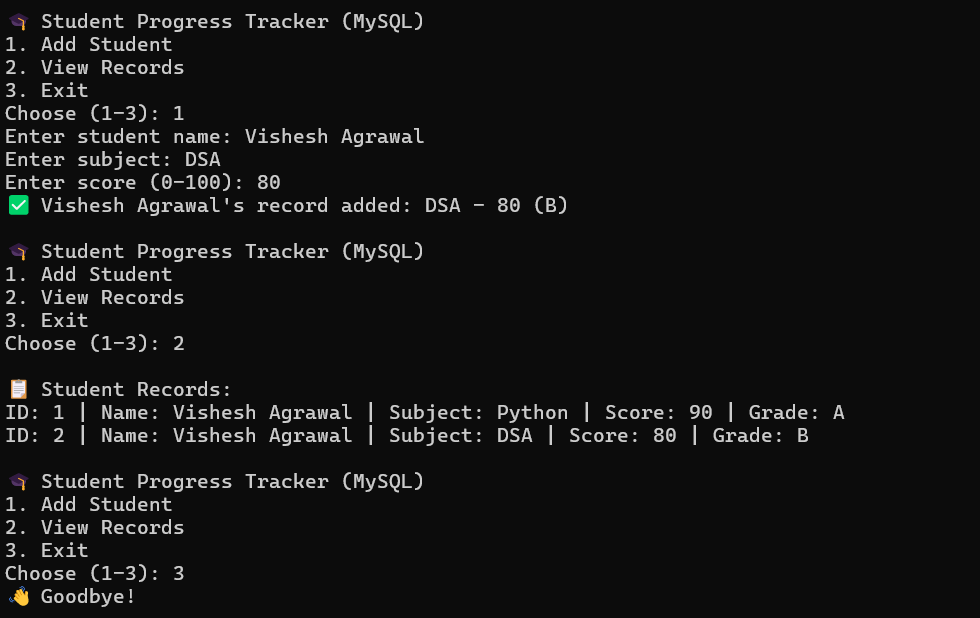 🎓 Student Progress Tracker (MySQL)
1. Add Student
2. View Records
3. Exit
Choose (1-3): 1
Enter student name: Vishesh Agrawal
Enter subject: DSA
Enter score (0-100): 80
✅ Vishesh Agrawal's record added: DSA - 80 (B)

🎓 Student Progress Tracker (MySQL)
1. Add Student
2. View Records
3. Exit
Choose (1-3): 2

📋 Student Records:
ID: 1 | Name: Vishesh Agrawal | Subject: Python | Score: 90 | Grade: A
ID: 2 | Name: Vishesh Agrawal | Subject: DSA | Score: 80 | Grade: B

🎓 Student Progress Tracker (MySQL)
1. Add Student
2. View Records
3. Exit
Choose (1-3): 3
👋 Goodbye!